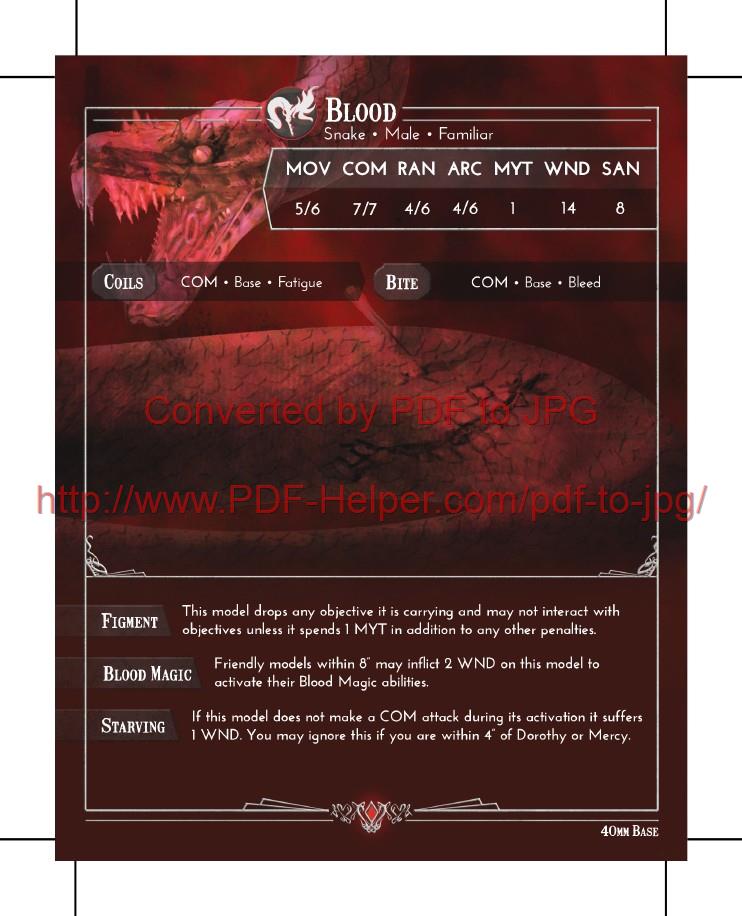 Blood
Snake • Male • Familiar
MOV COM RAN ARC MYT WND SAN
5/6 7/7 4/6 4/6 1 14 8
Coils COM • Base • Fatigue Bite COM • Base • Bleed
Converted by PDF to JPG
http://www.PDF-Helper.com/pdf-to-jpg/
Figment This model drops any objective it is carrying and may not interact with
objectives unless it spends 1 MYT in addition to any other penalties.
Blood Magic Friendly models within 8" may inflict 2 WND on this model to
activate their Blood Magic abilities.
Starving If this model does not make a COM attack during its activation it suffers
1 WND. You may ignore this if you are within 4" of Dorothy or Mercy.
40mm Base